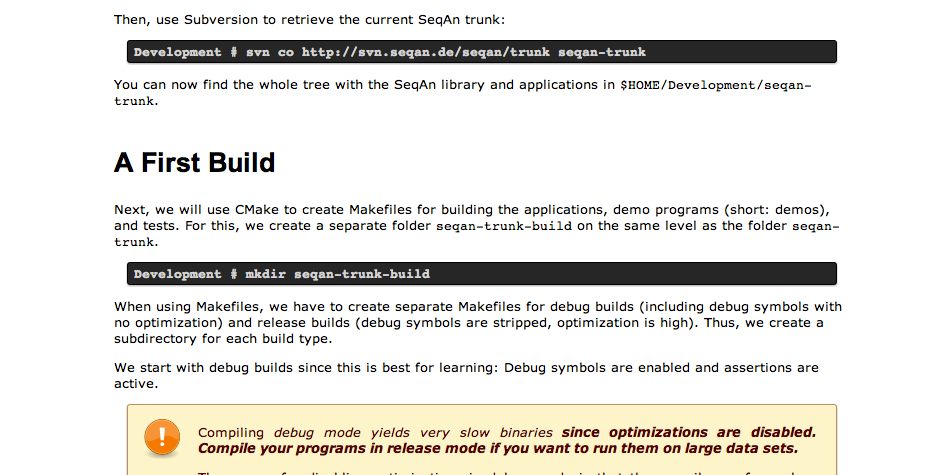 Then, use Subversion to retrieve the current SeqAn trunk:
Development # svn co http://svn.seqan.de/seqan/trunk seqan-trunk
You can now find the whole tree with the SeqAn library and applications in $HOME/Development/seqan-
trunk.
A First Build
Next, we will use CMake to create Makefiles for building the applications, demo programs (short: demos),
and tests. For this, we create a separate folder seqan-trunk-build on the same level as the folder seqan-
trunk.
Development # mkdir seqan-trunk-build
When using Makefiles, we have to create separate Makefiles for debug builds (including debug symbols with
no optimization) and release builds (debug symbols are stripped, optimization is high). Thus, we create a
subdirectory for each build type.
We start with debug builds since this is best for learning: Debug symbols are enabled and assertions are
active.
Compiling debug mode yields very slow binaries since optimizations are disabled.
Compile your programs in release mode if you want to run them on large data sets.